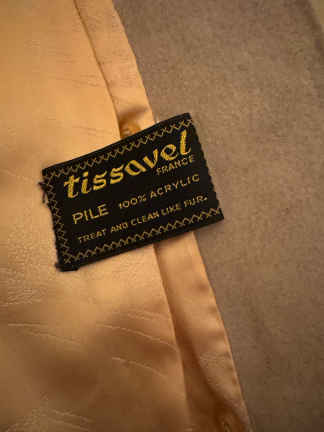 tissavel
FRANCE
PILE 100% ACRYLIC
TREAT AND CLEAN LIKE FUR.